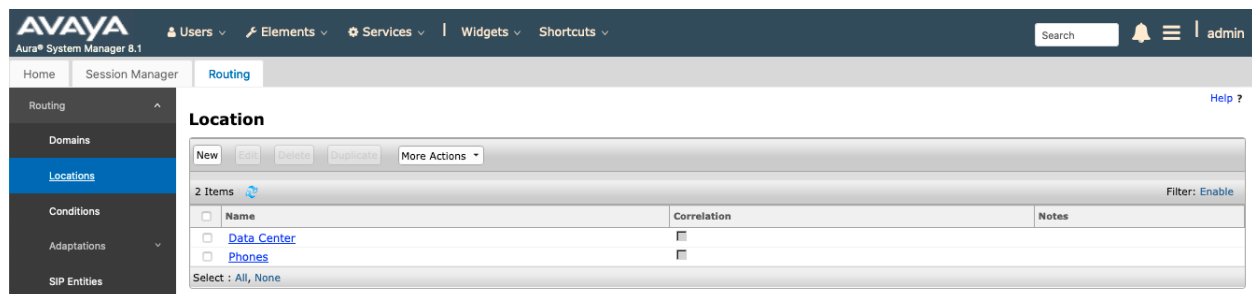 AVAYA
Aura® System Manager 8.1
Users Elements Services | Widgets Shortcuts
Search
admin
Home Session Manager Routing
Help ?
Routing
Domains
Locations
Conditions
Adaptations
SIP Entities
Location
New Edit Delete Duplicate More Actions
2 Items
Filter: Enable
Name Correlation Notes
Data Center
Phones
Select : All, None